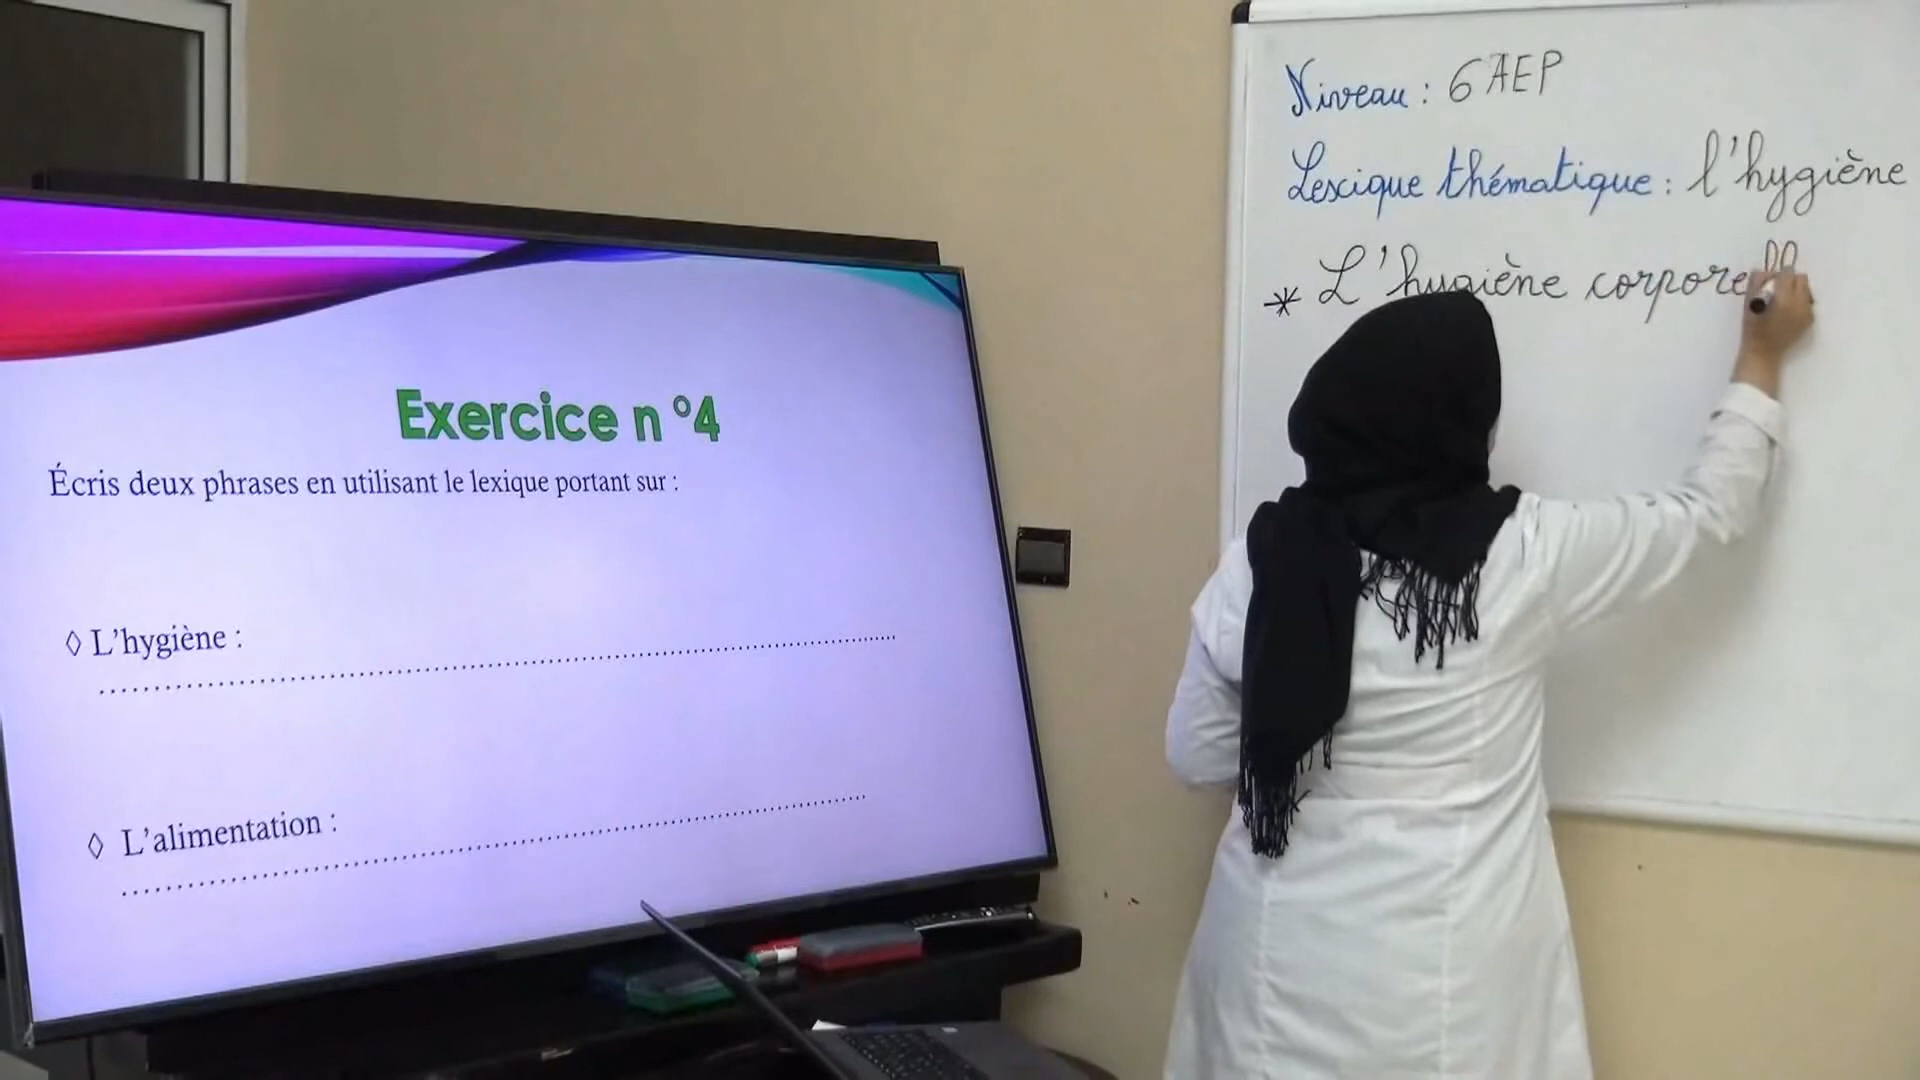 Exercice n °4
Écris deux phrases en utilisant le lexique portant sur :
◊ L'hygiène :
◊ L'alimentation :
Niveau : 6 AEP
Lexique thématique : l'hygiène
* L'hygiène corporell